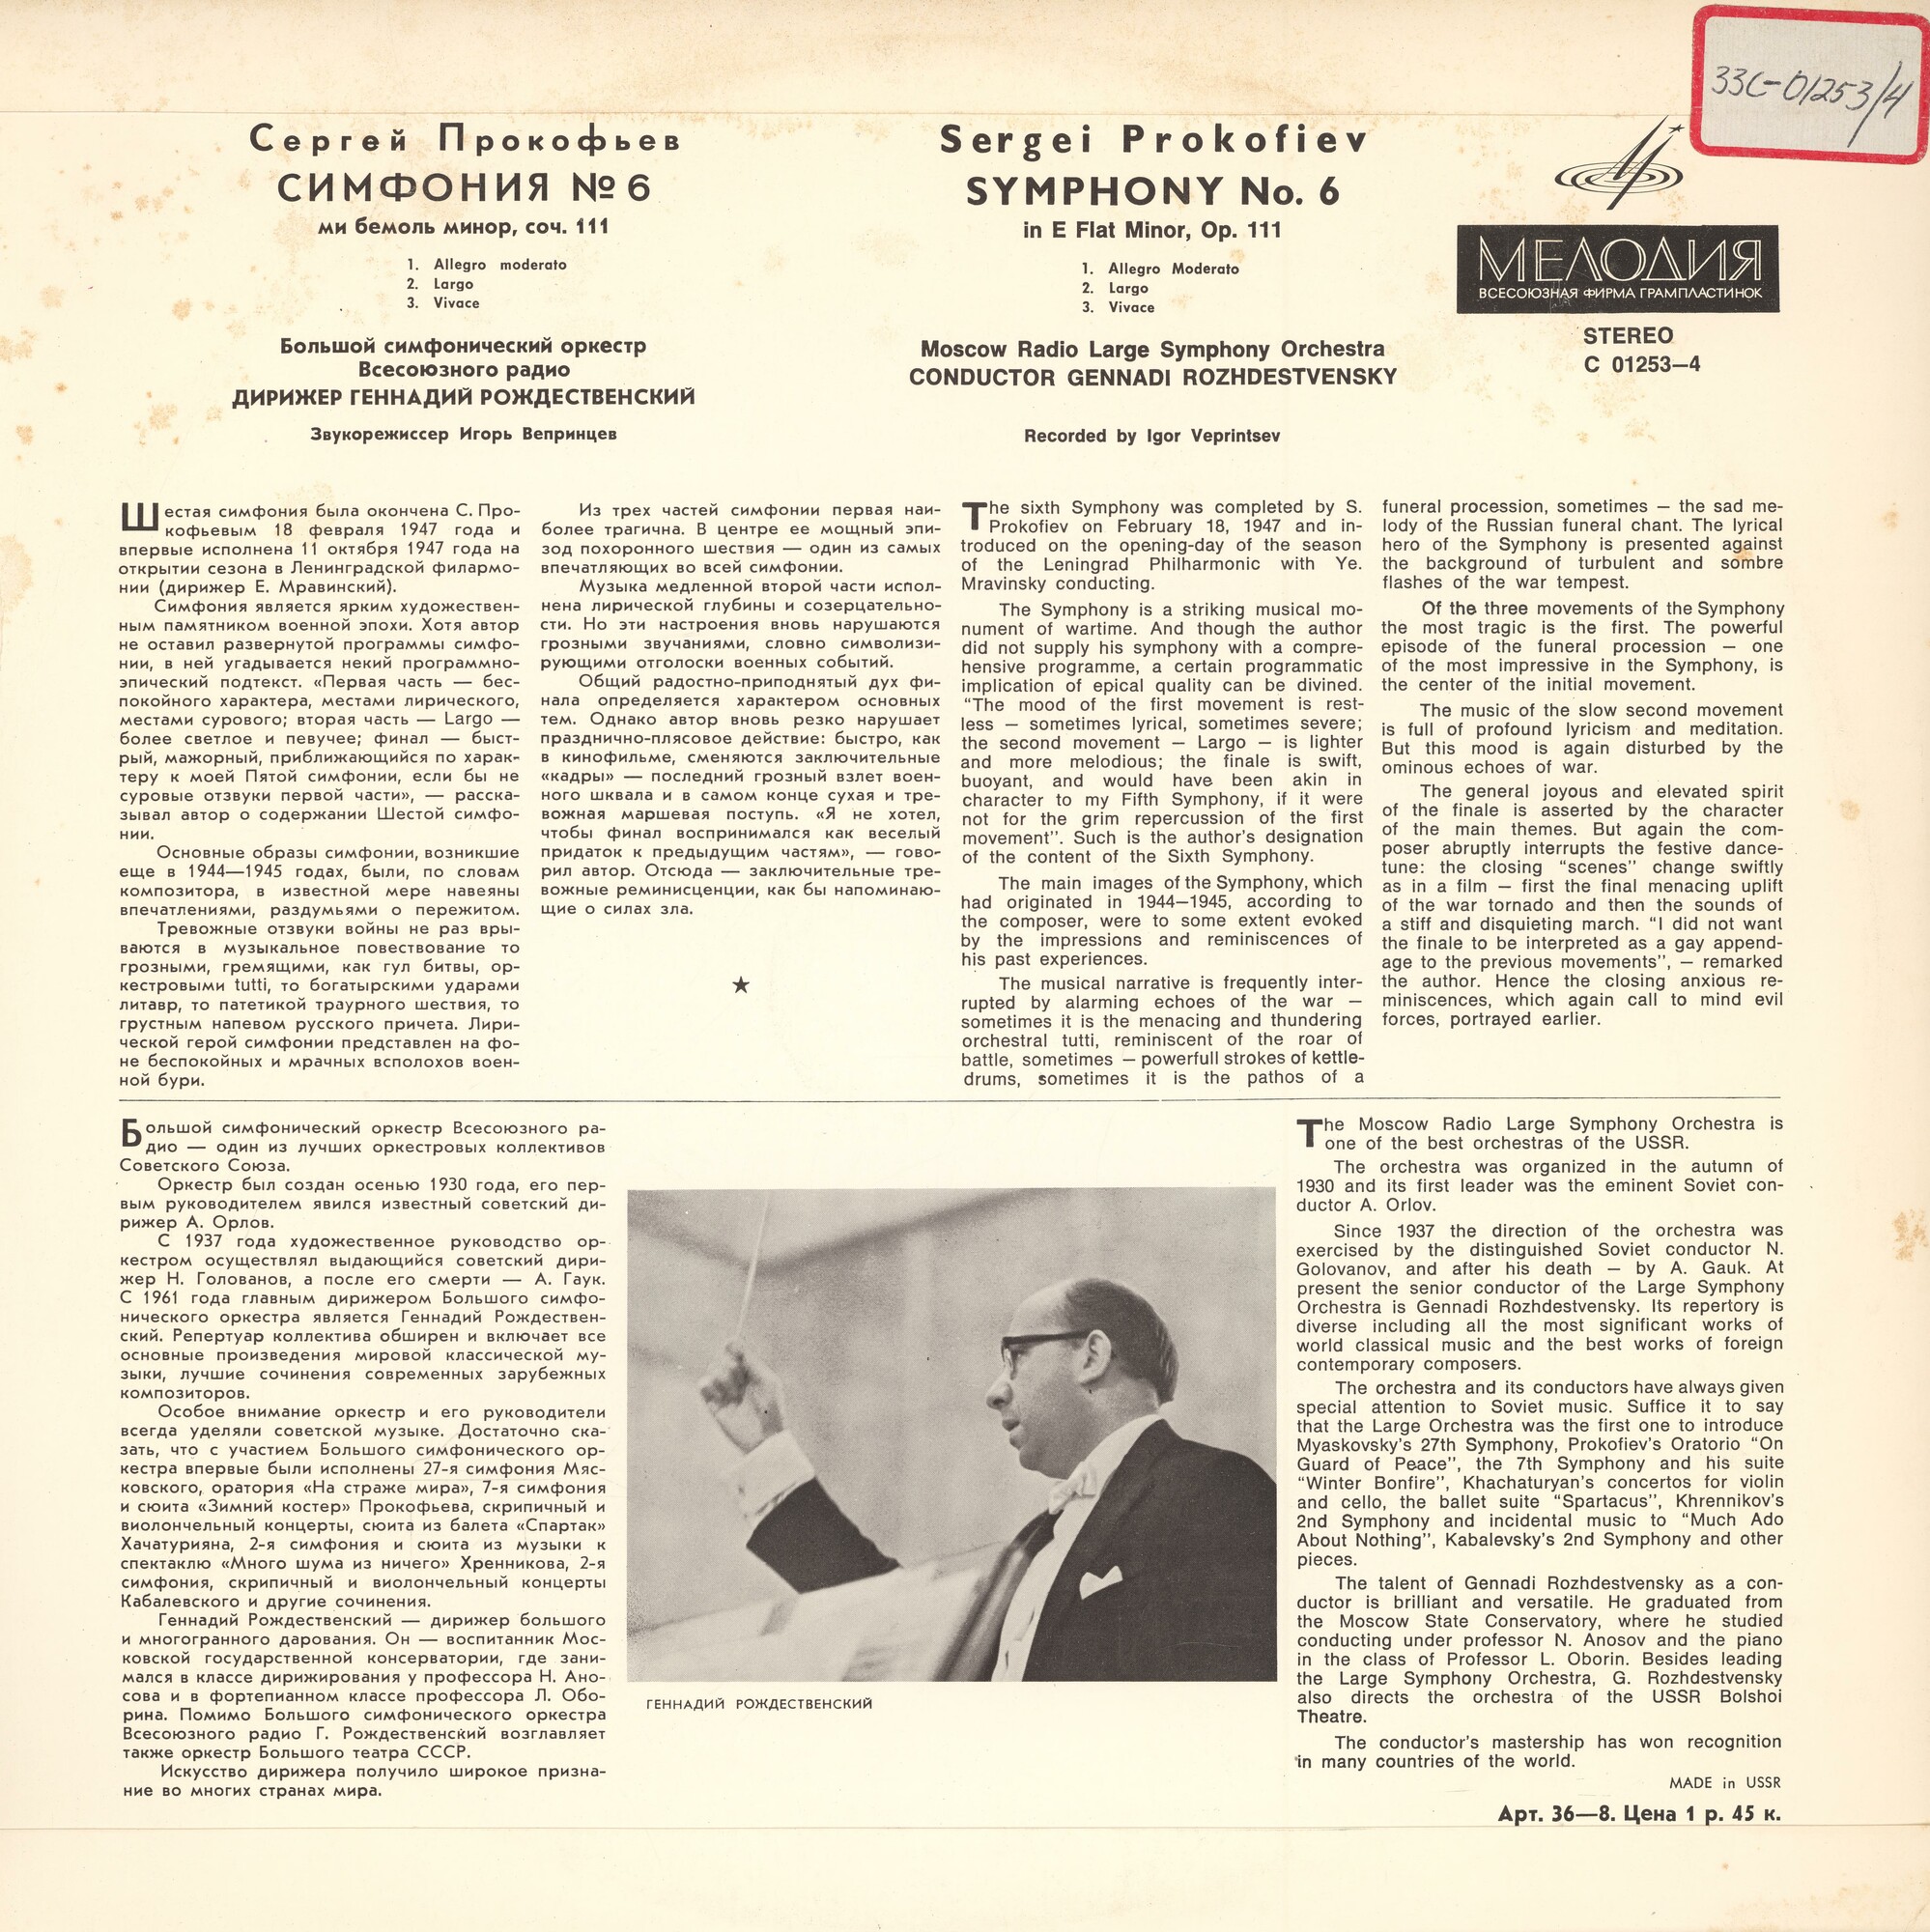 33С-01253/4
Сергей Прокофьев
СИМФОНИЯ № 6
ми бемоль минор, соч. 111
1. Allegro moderato
2. Largo
3. Vivace
Большой симфонический оркестр
Всесоюзного радио
ДИРИЖЕР ГЕННАДИЙ РОЖДЕСТВЕНСКИЙ
Звукорежиссер Игорь Вепринцев
Sergei Prokofiev
SYMPHONY No. 6
in E Flat Minor, Op. 111
1. Allegro Moderato
2. Largo
3. Vivace
Moscow Radio Large Symphony Orchestra
CONDUCTOR GENNADI ROZHDESTVENSKY
Recorded by Igor Veprintsev
МЕЛОДИЯ
ВСЕСОЮЗНАЯ ФИРМА ГРАМПЛАСТИНОК
STEREO
С 01253—4
Шестая симфония была окончена С. Про-
кофьевым 18 февраля 1947 года и
впервые исполнена 11 октября 1947 года на
открытии сезона в Ленинградской филармо-
нии (дирижер Е. Мравинский).
Симфония является ярким художествен-
ным памятником военной эпохи. Хотя автор
не оставил развернутой программы симфо-
нии, в ней угадывается некий программно-
эпический подтекст. «Первая часть — бес-
покойного характера, местами лирического,
местами сурового; вторая часть — Largo —
более светлое и певучее; финал — быст-
рый, мажорный, приближающийся по харак-
теру к моей Пятой симфонии, если бы не
суровые отзвуки первой части», — расска-
зывал автор о содержании Шестой симфо-
нии.
Основные образы симфонии, возникшие
еще в 1944—1945 годах, были, по словам
композитора, в известной мере навеяны
впечатлениями, раздумьями о пережитом.
Тревожные отзвуки войны не раз вры-
ваются в музыкальное повествование то
грозными, гремящими, как гул битвы, ор-
кестровыми tutti, то богатырскими ударами
литавр, то патетикой траурного шествия, то
грустным напевом русского причета. Лири-
ческой герой симфонии представлен на фо-
не беспокойных и мрачных всполохов воен-
ной бури.
Из трех частей симфонии первая наи-
более трагична. В центре ее мощный эпи-
зод похоронного шествия — один из самых
впечатляющих во всей симфонии.
Музыка медленной второй части испол-
нена лирической глубины и созерцательно-
сти. Но эти настроения вновь нарушаются
грозными звучаниями, словно символизи-
рующими отголоски военных событий.
Общий радостно-приподнятый дух фи-
нала определяется характером основных
тем. Однако автор вновь резко нарушает
празднично-плясовое действие: быстро, как
в кинофильме, сменяются заключительные
«кадры» — последний грозный взлет воен-
ного шквала и в самом конце сухая и тре-
вожная маршевая поступь. «Я не хотел,
чтобы финал воспринимался как веселый
придаток к предыдущим частям», — гово-
рил автор. Отсюда — заключительные тре-
вожные реминисценции, как бы напоминаю-
щие о силах зла.
The sixth Symphony was completed by S.
Prokofiev on February 18, 1947 and in-
troduced on the opening-day of the season
of the Leningrad Philharmonic with Ye.
Mravinsky conducting.
The Symphony is a striking musical mo-
nument of wartime. And though the author
did not supply his symphony with a compre-
hensive programme, a certain programmatic
implication of epical quality can be divined.
“The mood of the first movement is rest-
less — sometimes lyrical, sometimes severe;
the second movement — Largo — is lighter
and more melodious; the finale is swift,
buoyant, and would have been akin in
character to my Fifth Symphony, if it were
not for the grim repercussion of the first
movement”. Such is the author's designation
of the content of the Sixth Symphony.
The main images of the Symphony, which
had originated in 1944—1945, according to
the composer, were to some extent evoked
by the impressions and reminiscences of
his past experiences.
The musical narrative is frequently inter-
rupted by alarming echoes of the war —
sometimes it is the menacing and thundering
orchestral tutti, reminiscent of the roar of
battle, sometimes — powerfull strokes of kettle-
drums, sometimes it is the pathos of a
funeral procession, sometimes — the sad me-
lody of the Russian funeral chant. The lyrical
hero of the Symphony is presented against
the background of turbulent and sombre
flashes of the war tempest.
Of the three movements of the Symphony
the most tragic is the first. The powerful
episode of the funeral procession — one
of the most impressive in the Symphony, is
the center of the initial movement.
The music of the slow second movement
is full of profound lyricism and meditation.
But this mood is again disturbed by the
ominous echoes of war.
The general joyous and elevated spirit
of the finale is asserted by the character
of the main themes. But again the com-
poser abruptly interrupts the festive dance-
tune: the closing “scenes” change swiftly
as in a film — first the final menacing uplift
of the war tornado and then the sounds of
a stiff and disquieting march. “I did not want
the finale to be interpreted as a gay append-
age to the previous movements”, — remarked
the author. Hence the closing anxious re-
miniscences, which again call to mind evil
forces, portrayed earlier.
Большой симфонический оркестр Всесоюзного ра-
дио — один из лучших оркестровых коллективов
Советского Союза.
Оркестр был создан осенью 1930 года, его пер-
вым руководителем явился известный советский ди-
рижер А. Орлов.
С 1937 года художественное руководство ор-
кестром осуществлял выдающийся советский дири-
жер Н. Голованов, а после его смерти — А. Гаук.
С 1961 года главным дирижером Большого симфо-
нического оркестра является Геннадий Рождествен-
ский. Репертуар коллектива обширен и включает все
основные произведения мировой классической му-
зыки, лучшие сочинения современных зарубежных
композиторов.
Особое внимание оркестр и его руководители
всегда уделяли советской музыке. Достаточно ска-
зать, что с участием Большого симфонического ор-
кестра впервые были исполнены 27-я симфония Мяс-
ковского, оратория «На страже мира», 7-я симфония
и сюита «Зимний костер» Прокофьева, скрипичный и
виолончельный концерты, сюита из балета «Спартак»
Хачатуряна, 2-я симфония и сюита из музыки к
спектаклю «Много шума из ничего» Хренникова, 2-я
симфония, скрипичный и виолончельный концерты
Кабалевского и другие сочинения.
Геннадий Рождественский — дирижер большого
и многогранного дарования. Он — воспитанник Мос-
ковской государственной консерватории, где зани-
мался в классе дирижирования у профессора Н. Ано-
сова и в фортепианном классе профессора Л. Обо-
рина. Помимо Большого симфонического оркестра
Всесоюзного радио Г. Рождественский возглавляет
также оркестр Большого театра СССР.
Искусство дирижера получило широкое призна-
ние во многих странах мира.
ГЕННАДИЙ РОЖДЕСТВЕНСКИЙ
The Moscow Radio Large Symphony Orchestra is
one of the best orchestras of the USSR.
The orchestra was organized in the autumn of
1930 and its first leader was the eminent Soviet con-
ductor A. Orlov.
Since 1937 the direction of the orchestra was
exercised by the distinguished Soviet conductor N.
Golovanov, and after his death — by A. Gauk. At
present the senior conductor of the Large Symphony
Orchestra is Gennadi Rozhdestvensky. Its repertory is
diverse including all the most significant works of
world classical music and the best works of foreign
contemporary composers.
The orchestra and its conductors have always given
special attention to Soviet music. Suffice it to say
that the Large Orchestra was the first one to introduce
Myaskovsky's 27th Symphony, Prokofiev's Oratorio “On
Guard of Peace”, the 7th Symphony and his suite
“Winter Bonfire”, Khachaturyan's concertos for violin
and cello, the ballet suite “Spartacus”, Khrennikov's
2nd Symphony and incidental music to “Much Ado
About Nothing”, Kabalevsky's 2nd Symphony and other
pieces.
The talent of Gennadi Rozhdestvensky as a con-
ductor is brilliant and versatile. He graduated from
the Moscow State Conservatory, where he studied
conducting under professor N. Anosov and the piano
in the class of Professor L. Oborin. Besides leading
the Large Symphony Orchestra, G. Rozhdestvensky
also directs the orchestra of the USSR Bolshoi
Theatre.
The conductor's mastership has won recognition
in many countries of the world.
MADE in USSR
Арт. 36—8. Цена 1 р. 45 к.